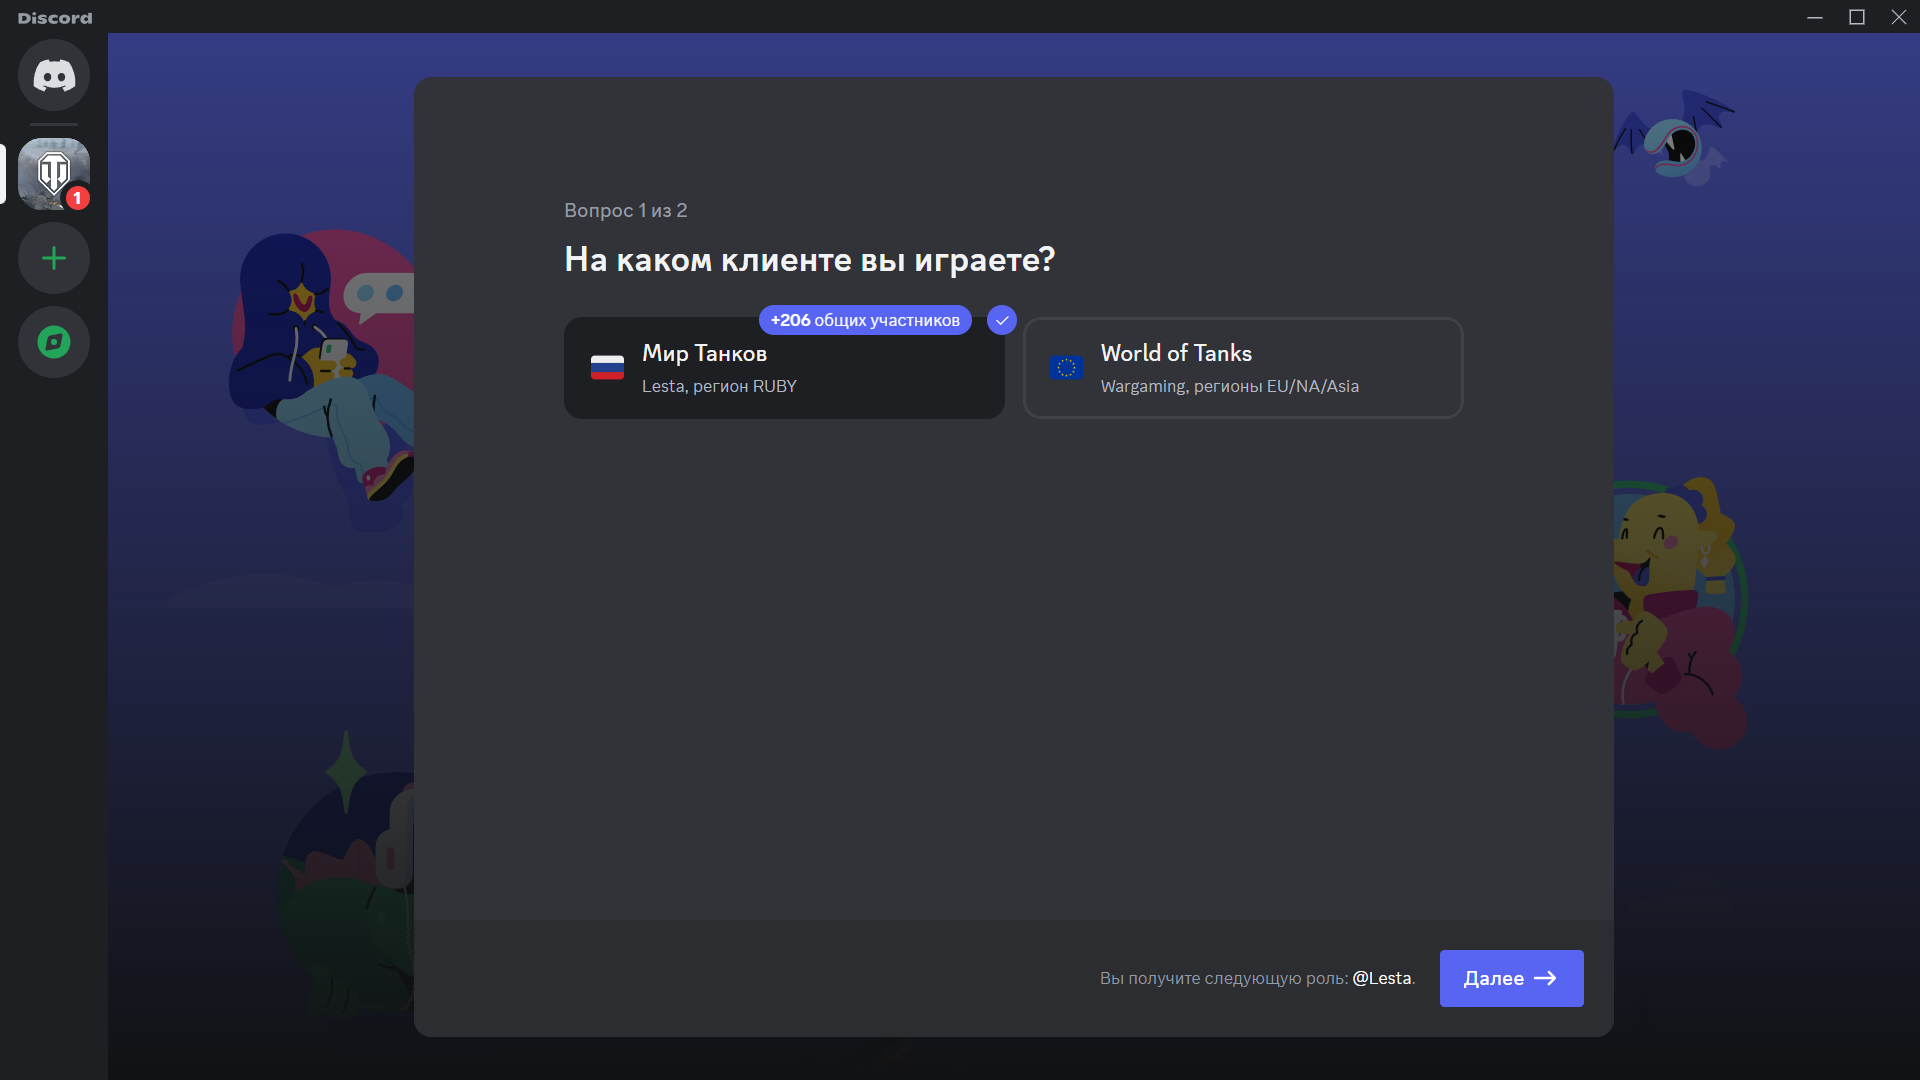 Discord
1
Вопрос 1 из 2
На каком клиенте вы играете?
+206 общих участников
Мир Танков
Lesta, регион RUBY
World of Tanks
Wargaming, регионы EU/NA/Asia
Вы получите следующую роль: @Lesta.
Далее